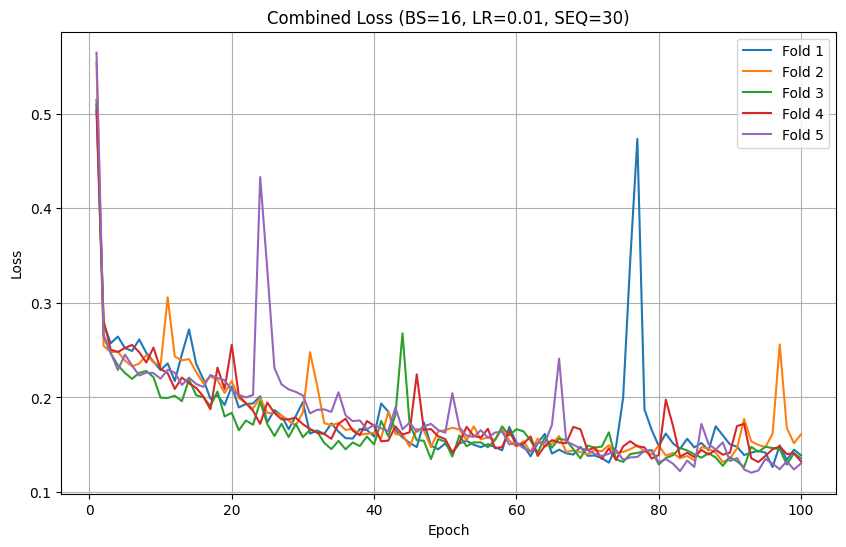 Combined Loss (BS=16, LR=0.01, SEQ=30)
Fold 1
Fold 2
Fold 3
Fold 4
Fold 5
0.5
0.4
0.3
0.2
0.1
Loss
0 20 40 60 80 100
Epoch